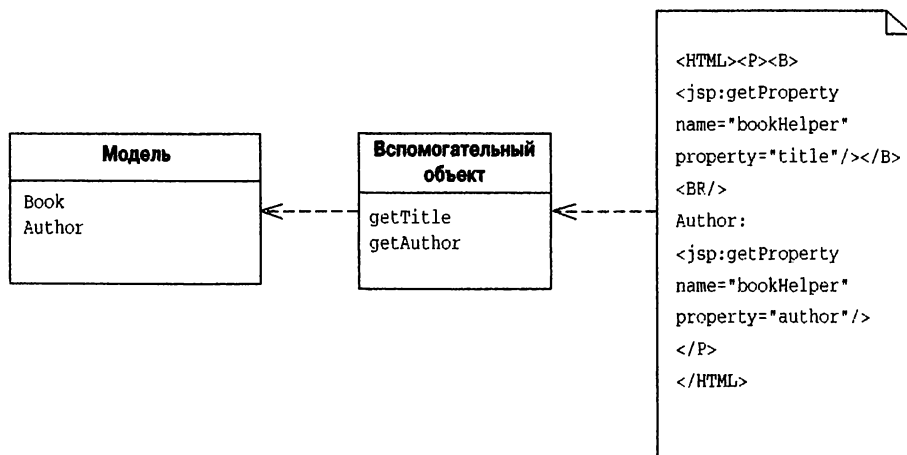 Модель
Book
Author
Вспомогательный
объект
getTitle
getAuthor
<HTML><P><B>
<jsp:getProperty
name="bookHelper"
property="title"/></B>
<BR/>
Author:
<jsp:getProperty
name="bookHelper"
property="author"/>
</P>
</HTML>